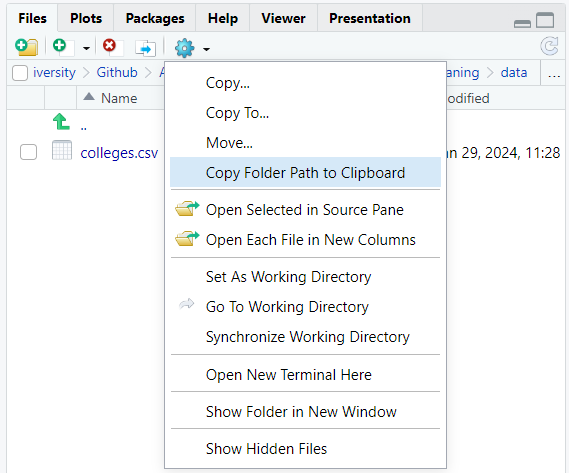 Files Plots Packages Help Viewer Presentation
iversity > Github > A aning > data ...
Name odified
..
colleges.csv n 29, 2024, 11:28
Copy...
Copy To...
Move...
Copy Folder Path to Clipboard
Open Selected in Source Pane
Open Each File in New Columns
Set As Working Directory
Go To Working Directory
Synchronize Working Directory
Open New Terminal Here
Show Folder in New Window
Show Hidden Files